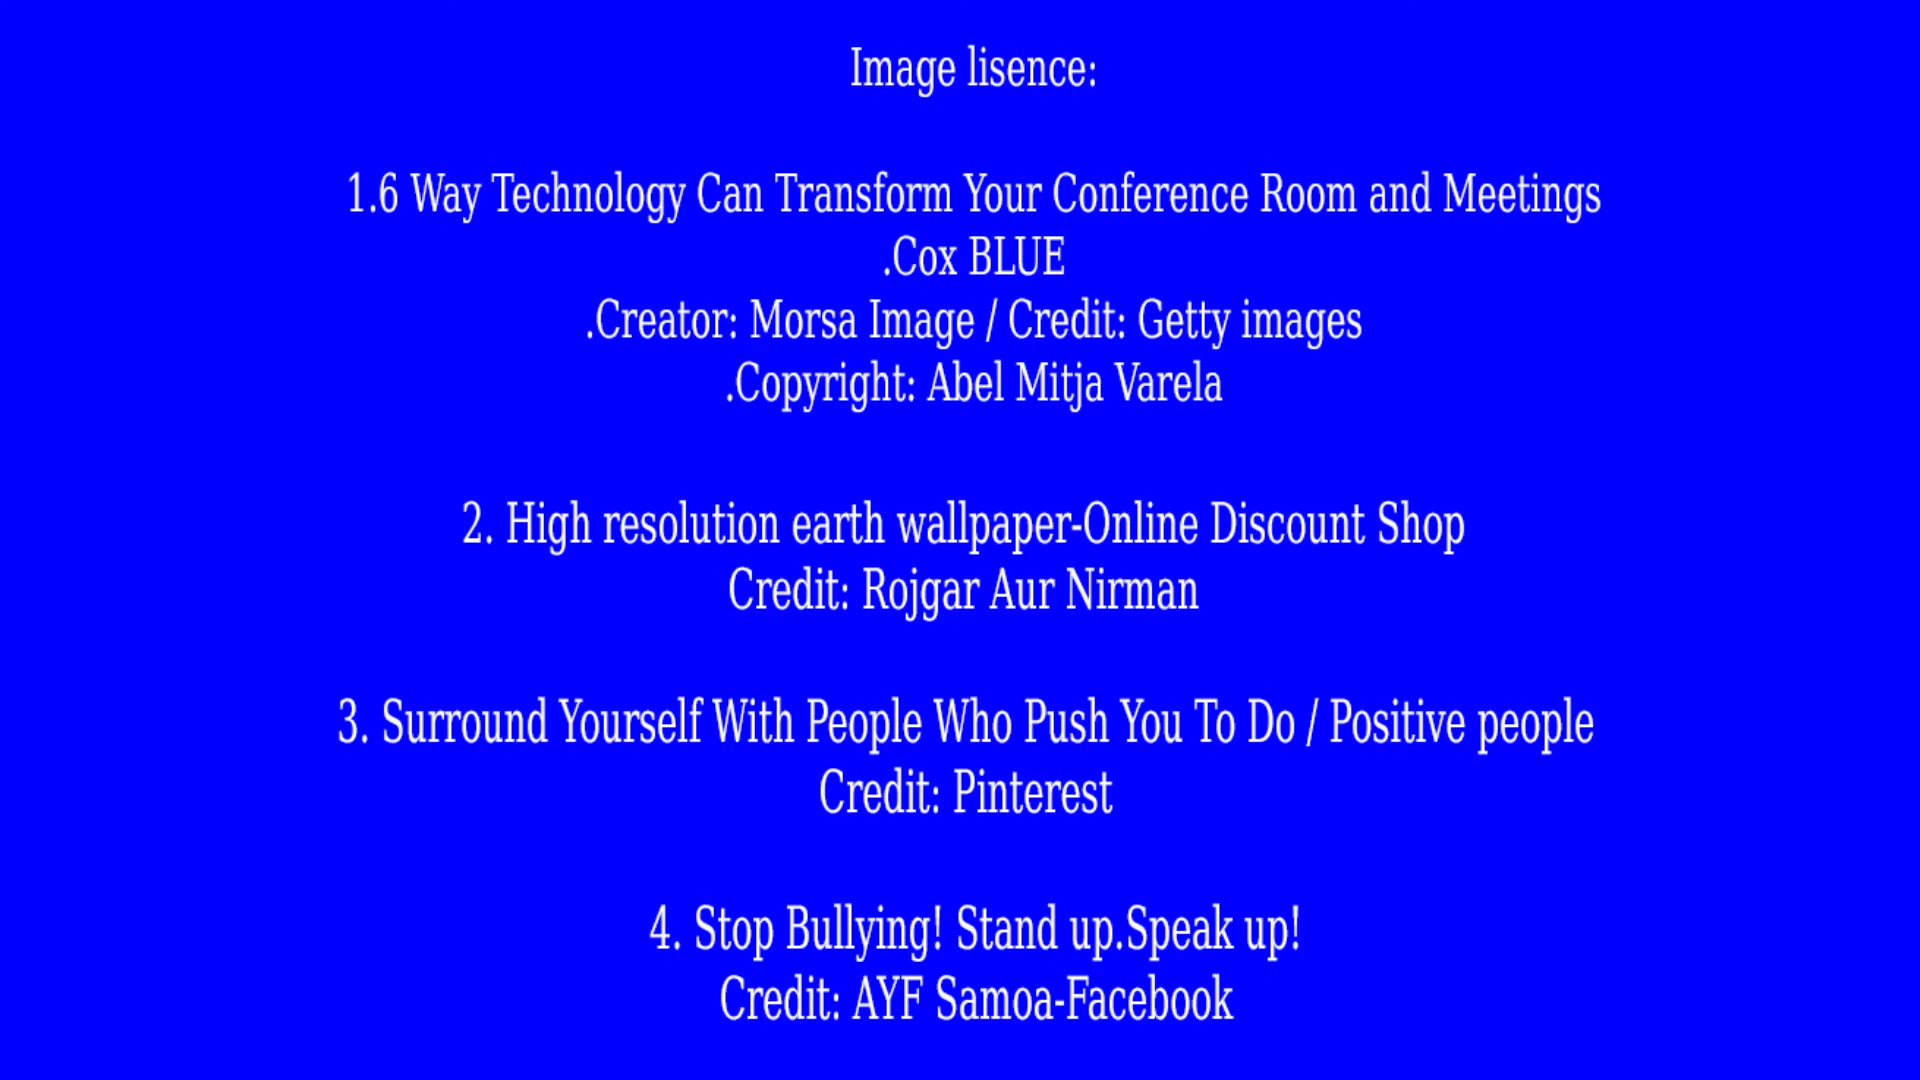 Image lisence:
1.6 Way Technology Can Transform Your Conference Room and Meetings
.Cox BLUE
.Creator: Morsa Image / Credit: Getty images
.Copyright: Abel Mitja Varela
2. High resolution earth wallpaper-Online Discount Shop
Credit: Rojgar Aur Nirman
3. Surround Yourself With People Who Push You To Do / Positive people
Credit: Pinterest
4. Stop Bullying! Stand up.Speak up!
Credit: AYF Samoa-Facebook